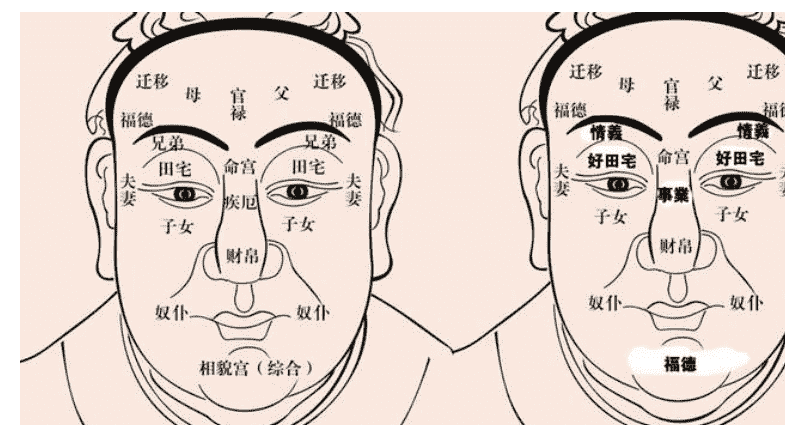 迁移 母 官禄 父 迁移
福德 福德
兄弟 兄弟
田宅 命宫 田宅
夫妻 疾厄 夫妻
子女 子女
财帛
奴仆 奴仆
相貌宫（综合）
迁移 母 官禄 父 迁移
福德 福德
情義 情義
好田宅 命宫 好田宅
夫妻 事業
子女 子女
财帛
奴仆 奴仆
福德